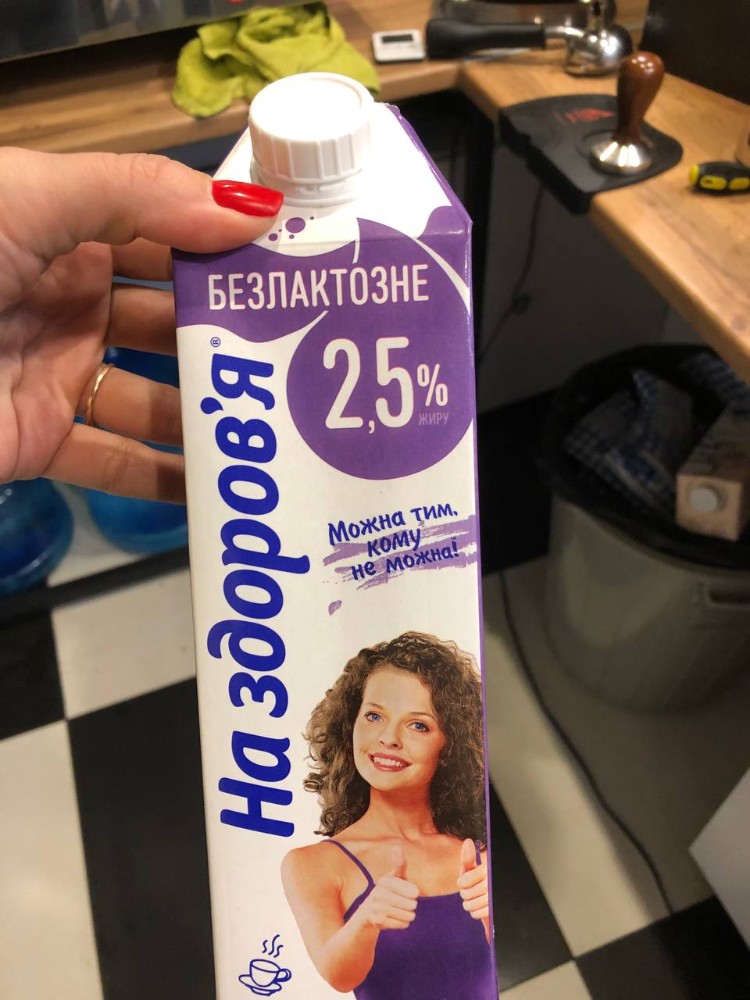 БЕЗЛАКТОЗНЕ
2,5%
ЖИРУ
На здоров'я®
Можна тим,
кому
не можна!